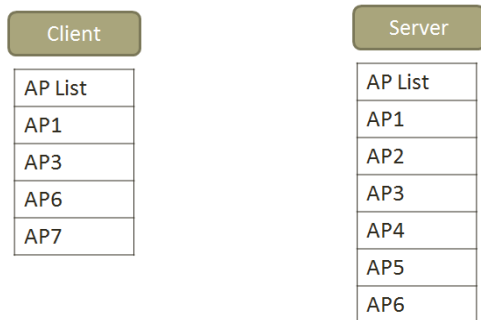 Client
AP List
AP1
AP3
AP6
AP7
Server
AP List
AP1
AP2
AP3
AP4
AP5
AP6